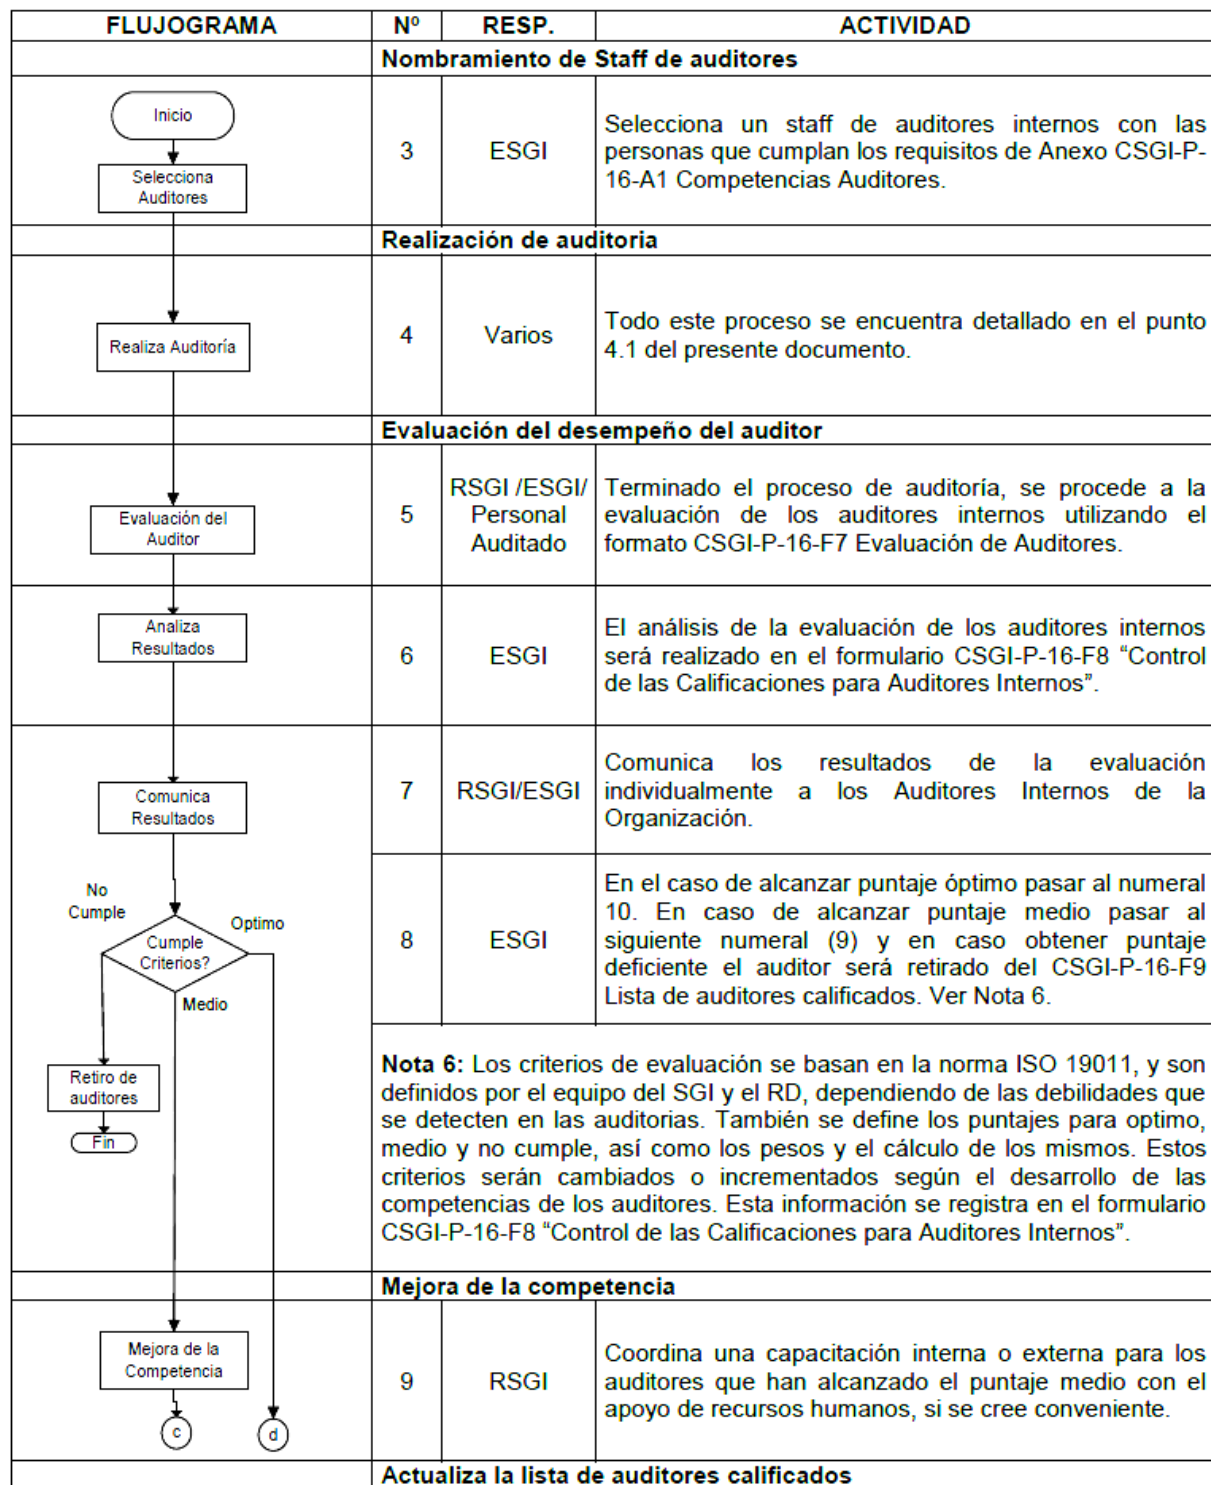 FLUJOGRAMA Nº RESP. ACTIVIDAD
Nombramiento de Staff de auditores
Inicio
Selecciona
Auditores
3
ESGI
Selecciona un staff de auditores internos con las
personas que cumplan los requisitos de Anexo CSGI-P-
16-A1 Competencias Auditores.
Realización de auditoria
Realiza Auditoría
4
Varios
Todo este proceso se encuentra detallado en el punto
4.1 del presente documento.
Evaluación del desempeño del auditor
Evaluación del
Auditor
5
RSGI /ESGI/
Personal
Auditado
Terminado el proceso de auditoría, se procede a la
evaluación de los auditores internos utilizando el
formato CSGI-P-16-F7 Evaluación de Auditores.
Analiza
Resultados
6
ESGI
El análisis de la evaluación de los auditores internos
será realizado en el formulario CSGI-P-16-F8 “Control
de las Calificaciones para Auditores Internos”.
Comunica
Resultados
7
RSGI/ESGI
Comunica los resultados de la evaluación
individualmente a los Auditores Internos de la
Organización.
No
Cumple
Optimo
Cumple
Criterios?
Medio
8
ESGI
En el caso de alcanzar puntaje óptimo pasar al numeral
10. En caso de alcanzar puntaje medio pasar al
siguiente numeral (9) y en caso obtener puntaje
deficiente el auditor será retirado del CSGI-P-16-F9
Lista de auditores calificados. Ver Nota 6.
Retiro de
auditores
Fin
Nota 6: Los criterios de evaluación se basan en la norma ISO 19011, y son
definidos por el equipo del SGI y el RD, dependiendo de las debilidades que
se detecten en las auditorias. También se define los puntajes para optimo,
medio y no cumple, así como los pesos y el cálculo de los mismos. Estos
criterios serán cambiados o incrementados según el desarrollo de las
competencias de los auditores. Esta información se registra en el formulario
CSGI-P-16-F8 “Control de las Calificaciones para Auditores Internos”.
Mejora de la competencia
Mejora de la
Competencia
c
d
9
RSGI
Coordina una capacitación interna o externa para los
auditores que han alcanzado el puntaje medio con el
apoyo de recursos humanos, si se cree conveniente.
Actualiza la lista de auditores calificados